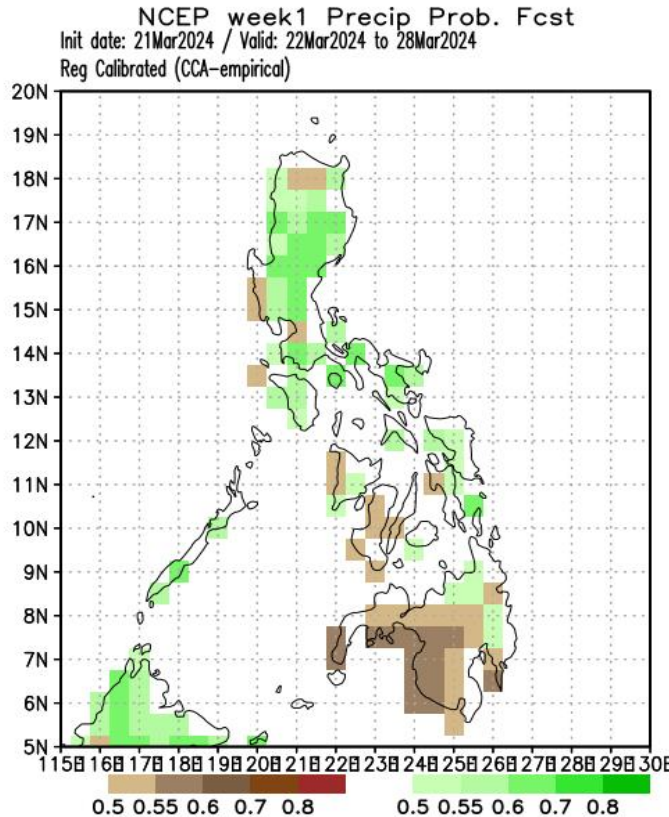 NCEP week1 Precip Prob. Fcst
Init date: 21Mar2024 / Valid: 22Mar2024 to 28Mar2024
Reg Calibrated (CCA-empirical)
20N
19N
18N
17N
16N
15N
14N
13N
12N
11N
10N
9N
8N
7N
6N
5N
115E 116E 117E 118E 119E 120E 121E 122E 123E 124E 125E 126E 127E 128E 129E 130E
0.5 0.55 0.6 0.7 0.8 0.5 0.55 0.6 0.7 0.8